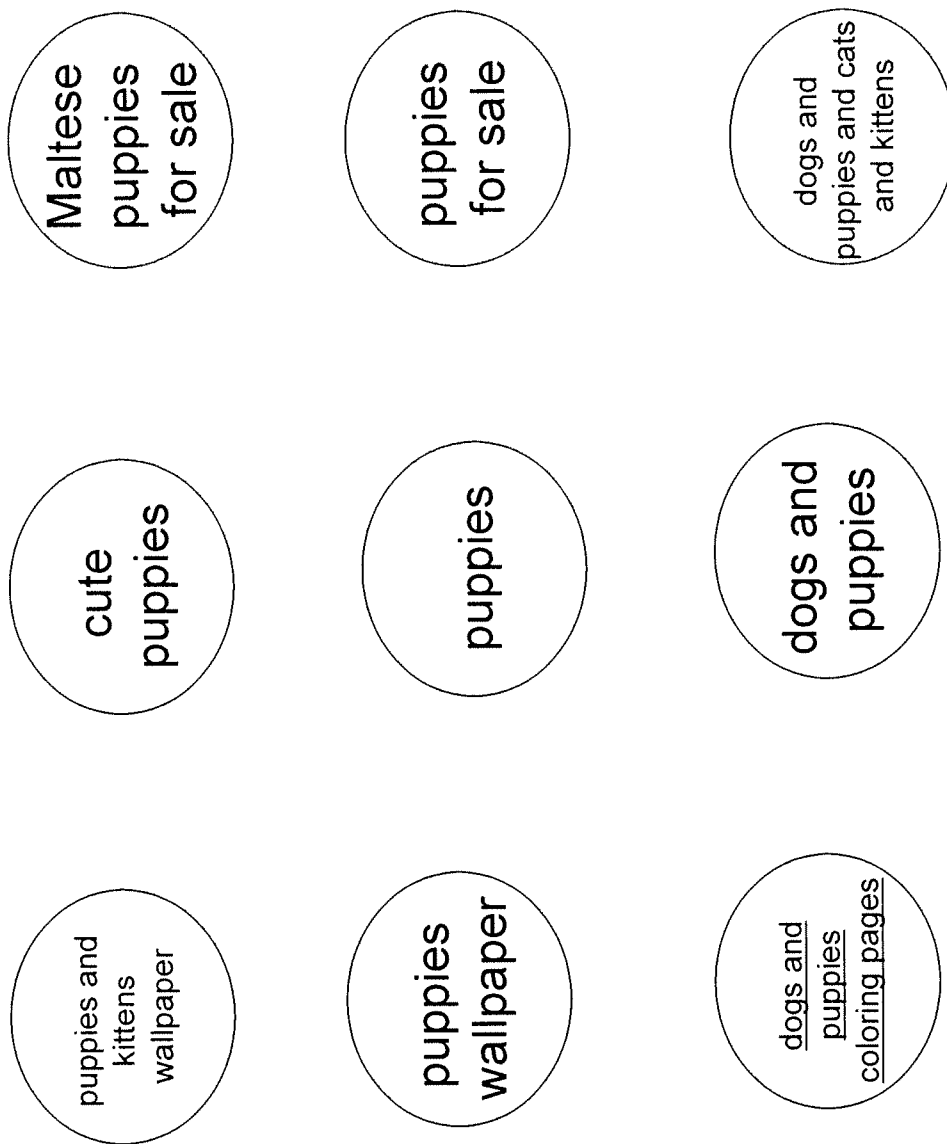 puppies and
kittens
wallpaper
cute
puppies
Maltese
puppies
for sale
puppies
wallpaper
puppies
puppies
for sale
dogs and
puppies
coloring pages
dogs and
puppies
dogs and
puppies and cats
and kittens